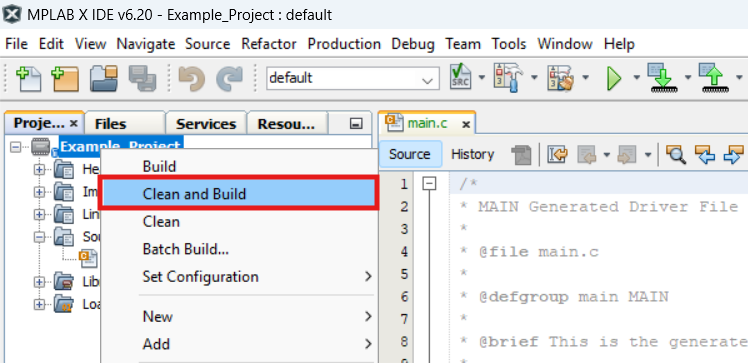 MPLAB X IDE v6.20 - Example_Project : default
File Edit View Navigate Source Refactor Production Debug Team Tools Window Help
default
SRC
Proje... × Files Services Resou...
main.c ×
Example_Project
Source History
He
Im
Lin
Sou
Lib
Loa
Build
Clean and Build
Clean
Batch Build...
Set Configuration
New
Add
1 /*
2 * MAIN Generated Driver File
3 *
4 * @file main.c
5 *
6 * @defgroup main MAIN
7 *
8 * @brief This is the generate
9 *